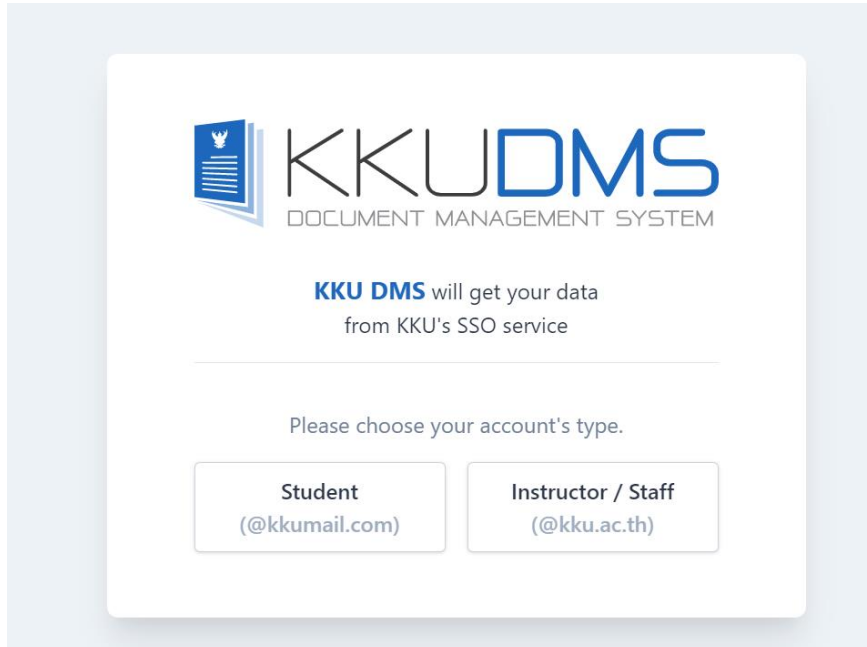 KKUDMS
DOCUMENT MANAGEMENT SYSTEM
KKU DMS will get your data
from KKU's SSO service
Please choose your account's type.
Student
(@kkumail.com)
Instructor / Staff
(@kku.ac.th)